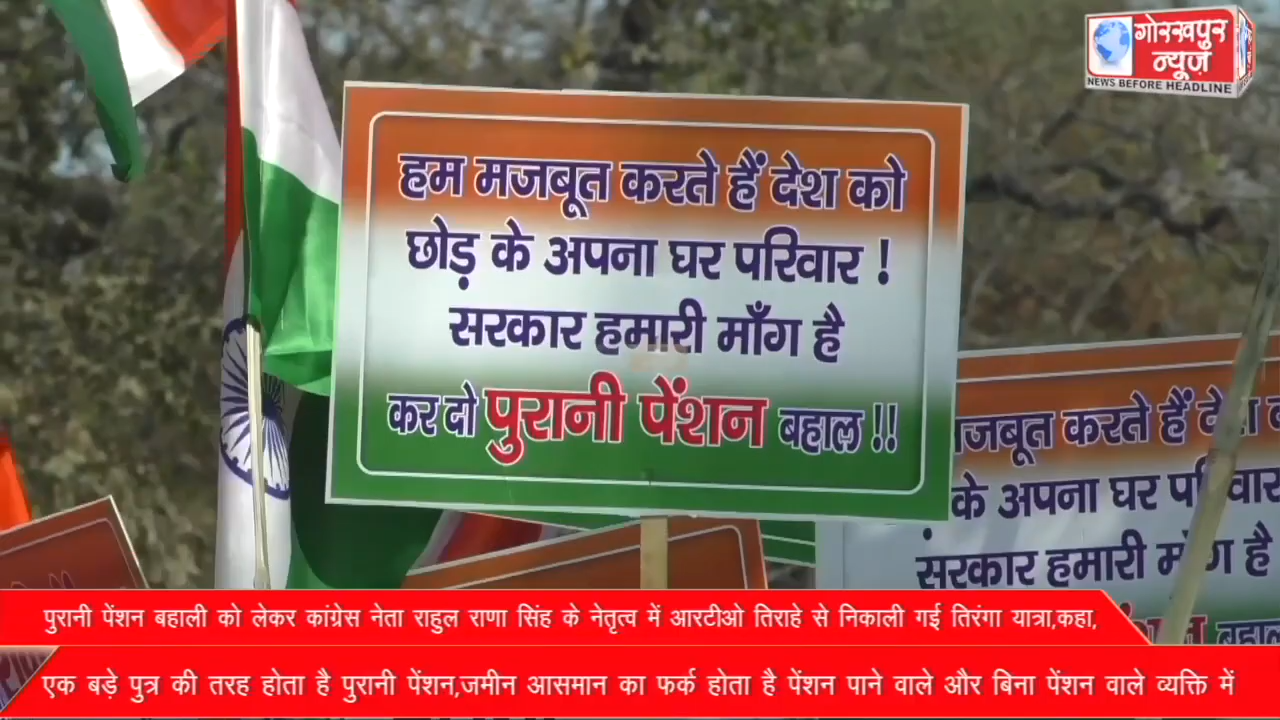 गोरखपुर
न्यूज़
NEWS BEFORE HEADLINE
हम मजबूत करते हैं देश को
छोड़ के अपना घर परिवार !
सरकार हमारी माँग है
कर दो पुरानी पेंशन बहाल !!
करते हैं
के अपना घर
सरकार हमारी है
पुरानी पेंशन बहाली को लेकर कांग्रेस नेता राहुल राणा सिंह के नेतृत्व में आरटीओ तिराहे से निकाली गई तिरंगा यात्रा,कहा,
एक बड़े पुत्र की तरह होता है पुरानी पेंशन,जमीन आसमान का फर्क होता है पेंशन पाने वाले और बिना पेंशन वाले व्यक्ति में